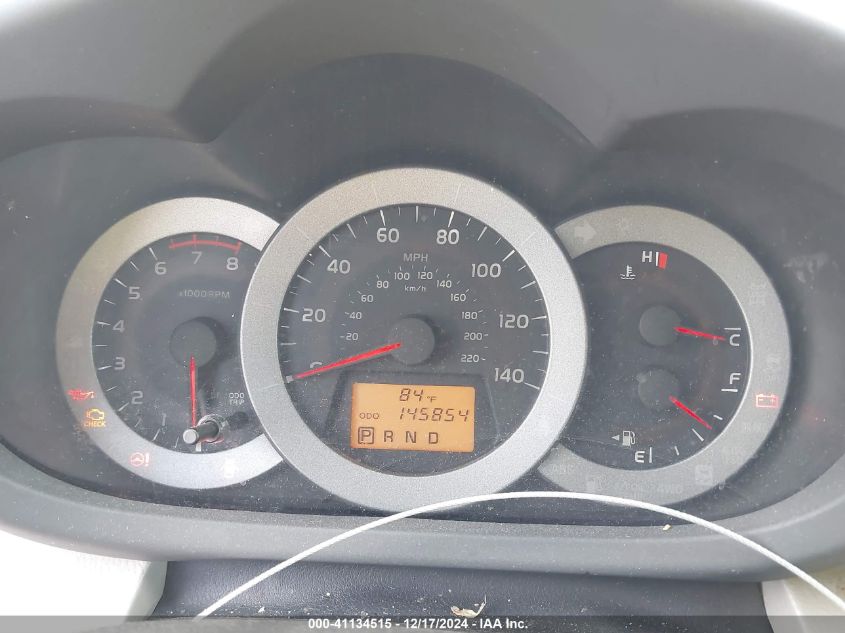 x1000RPM
1 2 3 4 5 6 7 8
ODO
TRIP
CHECK
MPH
0 20 40 60 80 100 120 140
km/h
20 40 60 80 100 120 140 160 180 200 220
84°F
ODO 145854
P R N D
H
C
F
E
000-41134515 - 12/17/2024 - IAA Inc.